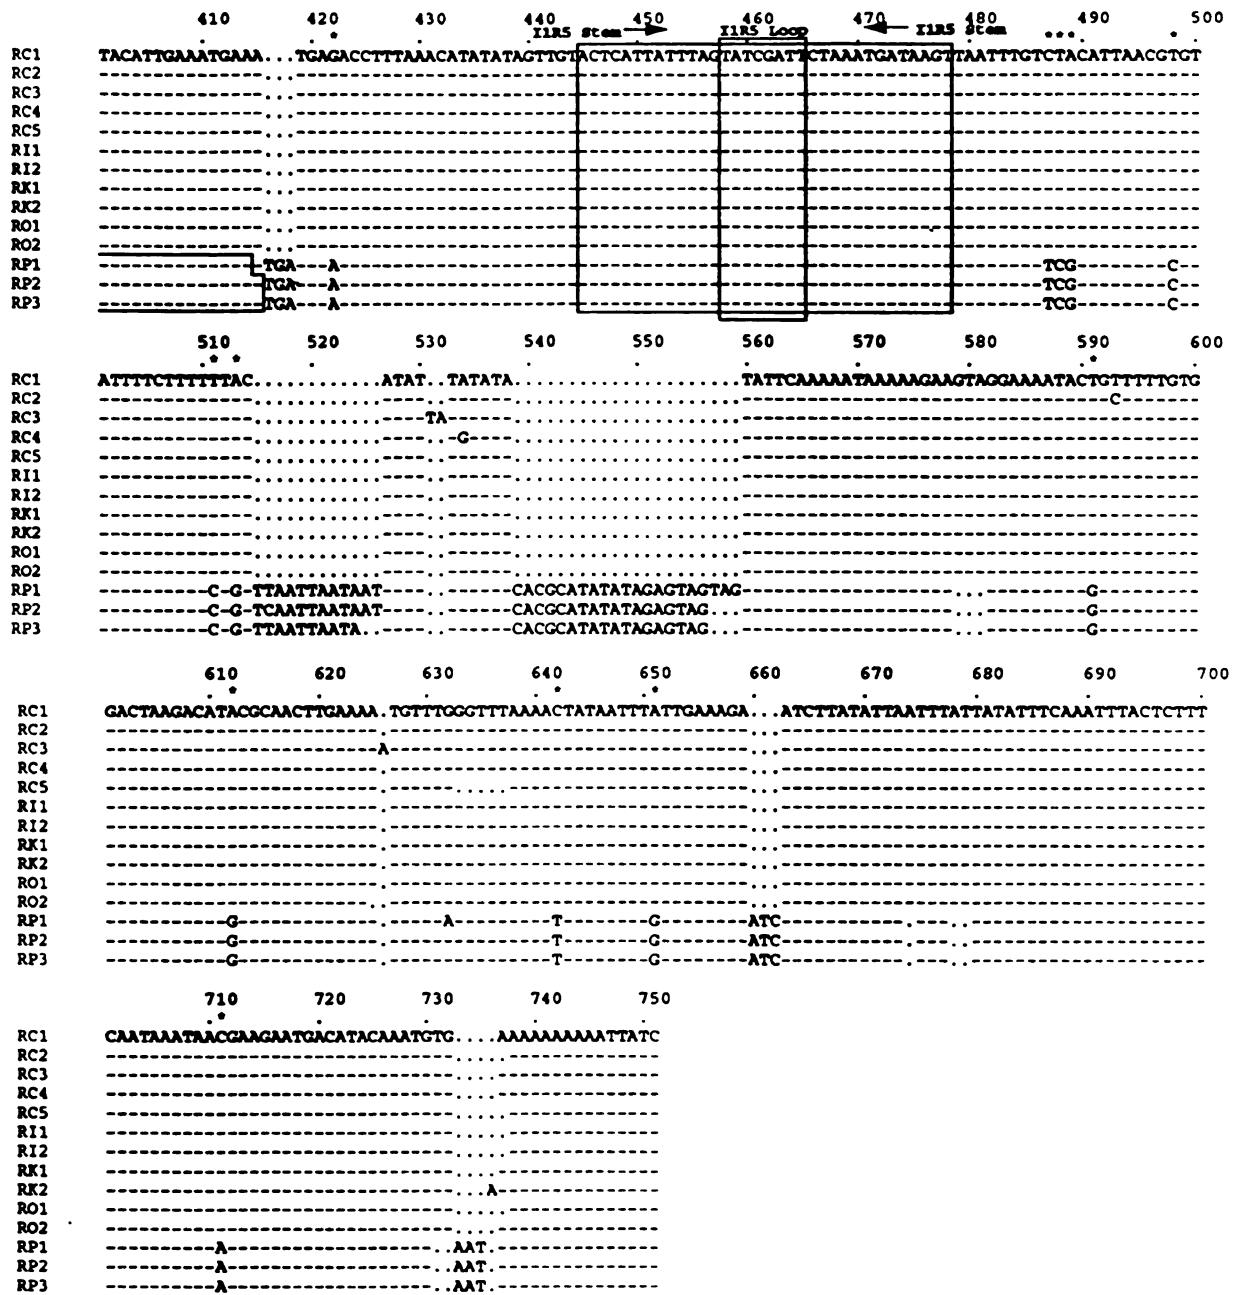 410 420 430 440 450 460 470 480 490 500
* I1R5 Stem I1R5 Loop I1R5 Stem *** *
RC1 TACATTGAAATGAAA...TGAGACCTTTAAACATATATAGTTGTACTCATTATTTAGTATCGATTCTAAATGATAAGTTAATTTGTCTACATTAACGTGT
RC2 ---------------...----------------------------------------------------------------------------------
RC3 ---------------...----------------------------------------------------------------------------------
RC4 ---------------...----------------------------------------------------------------------------------
RC5 ---------------...----------------------------------------------------------------------------------
RI1 ---------------...----------------------------------------------------------------------------------
RI2 ---------------...----------------------------------------------------------------------------------
RK1 ---------------...----------------------------------------------------------------------------------
RK2 ---------------...----------------------------------------------------------------------------------
RO1 ---------------...----------------------------------------------------------------------------------
RO2 ---------------...----------------------------------------------------------------------------------
RP1 ---------------TGA---A----------------------------------------------------------------TCG--------C--
RP2 ---------------TGA---A----------------------------------------------------------------TCG--------C--
RP3 ---------------TGA---A----------------------------------------------------------------TCG--------C--
510 520 530 540 550 560 570 580 590 600
* * *
RC1 ATTTTCTTTTTTAC............ATAT..TATATA.....................TATTCAAAAATAAAAAGAAGTAGGAAAATACTGTTTTTGTG
RC2 --------------............----..------.....................---------------------------------C-------
RC3 --------------............----TA------.....................-----------------------------------------
RC4 --------------............----..-G----.....................-----------------------------------------
RC5 --------------............----..------.....................-----------------------------------------
RI1 --------------............----..------.....................-----------------------------------------
RI2 --------------............----..------.....................-----------------------------------------
RK1 --------------............----..------.....................-----------------------------------------
RK2 --------------............----..------.....................-----------------------------------------
RO1 --------------............----..------.....................-----------------------------------------
RO2 --------------............----..------.....................-----------------------------------------
RP1 ----------C-G-TTAATTAATAAT----..------CACGCATATATAGAGTAGTAG-------------------------------G---------
RP2 ----------C-G-TCAATTAATAAT----..------CACGCATATATAGAGTAG...-------------------...---------G---------
RP3 ----------C-G-TTAATTAATA..----..------CACGCATATATAGAGTAG...-------------------...---------G---------
610 620 630 640 650 660 670 680 690 700
* * *
RC1 GACTAAGACATACGCAACTTGAAAA.TGTTTGGGTTTAAAACTATAATTTATTGAAAGA...ATCTTATATTAATTTATTATATTTCAAATTTACTCTTT
RC2 -------------------------.---------------------------------...--------------------------------------
RC3 -------------------------A---------------------------------...--------------------------------------
RC4 -------------------------.---------------------------------...--------------------------------------
RC5 -------------------------.------.....----------------------...--------------------------------------
RI1 -------------------------.---------------------------------...--------------------------------------
RI2 -------------------------.---------------------------------...--------------------------------------
RK1 -------------------------.---------------------------------...--------------------------------------
RK2 -------------------------.---------------------------------...--------------------------------------
RO1 -------------------------.---------------------------------...--------------------------------------
RO2 ------------------------..---------------------------------...--------------------------------------
RP1 -----------G-------------.-----A---------T--------G--------ATC-----------.---..---------------------
RP2 -----------G-------------.---------------T--------G--------ATC-----------.---..---------------------
RP3 -----------G-------------.---------------T--------G--------ATC-----------.---..---------------------
710 720 730 740 750
*
RC1 CAATAAATAACGAAGAATGACATACAAATGTG....AAAAAAAAAATTATC
RC2 --------------------------------.....--------------
RC3 --------------------------------.....--------------
RC4 --------------------------------.....--------------
RC5 --------------------------------.....--------------
RI1 --------------------------------.....--------------
RI2 --------------------------------.....--------------
RK1 --------------------------------....---------------
RK2 --------------------------------...A---------------
RO1 --------------------------------.....--------------
RO2 --------------------------------....---------------
RP1 ----------A-------------------..AAT.---------------
RP2 ----------A-------------------..AAT.---------------
RP3 ----------A-------------------..AAT.---------------